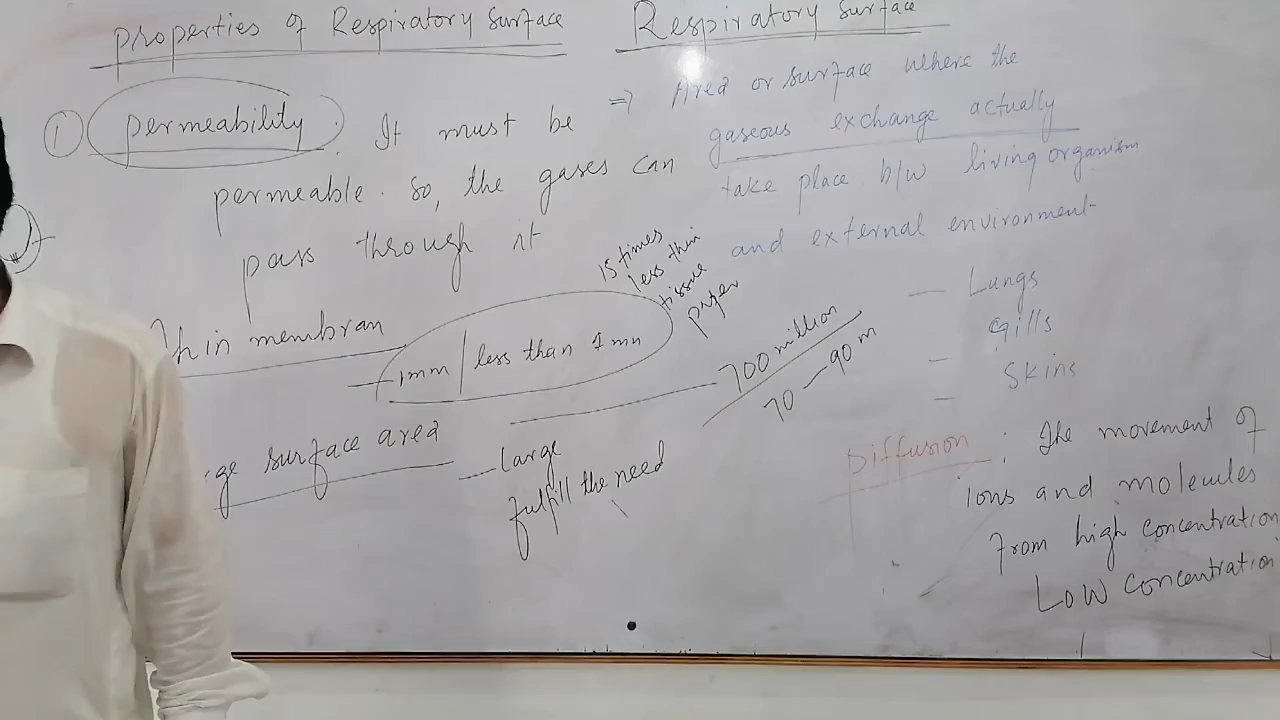 Properties of Respiratory Surface
① permeability. It must be
permeable. So, the gases can
pass through it
Thin membran
1mm / less than 1 mm
15 times
less than
tissue
paper
ge surface area
Large
fulfill the need
700 million
70 — 90 m
Respiratory Surface
⇒ Area or surface where the
gaseous exchange actually
take place b/w living organism
and external environment
— Lungs
— Gills
— Skins
Diffusion : The movement of
ions and molecules
from high concentration
Low concentration